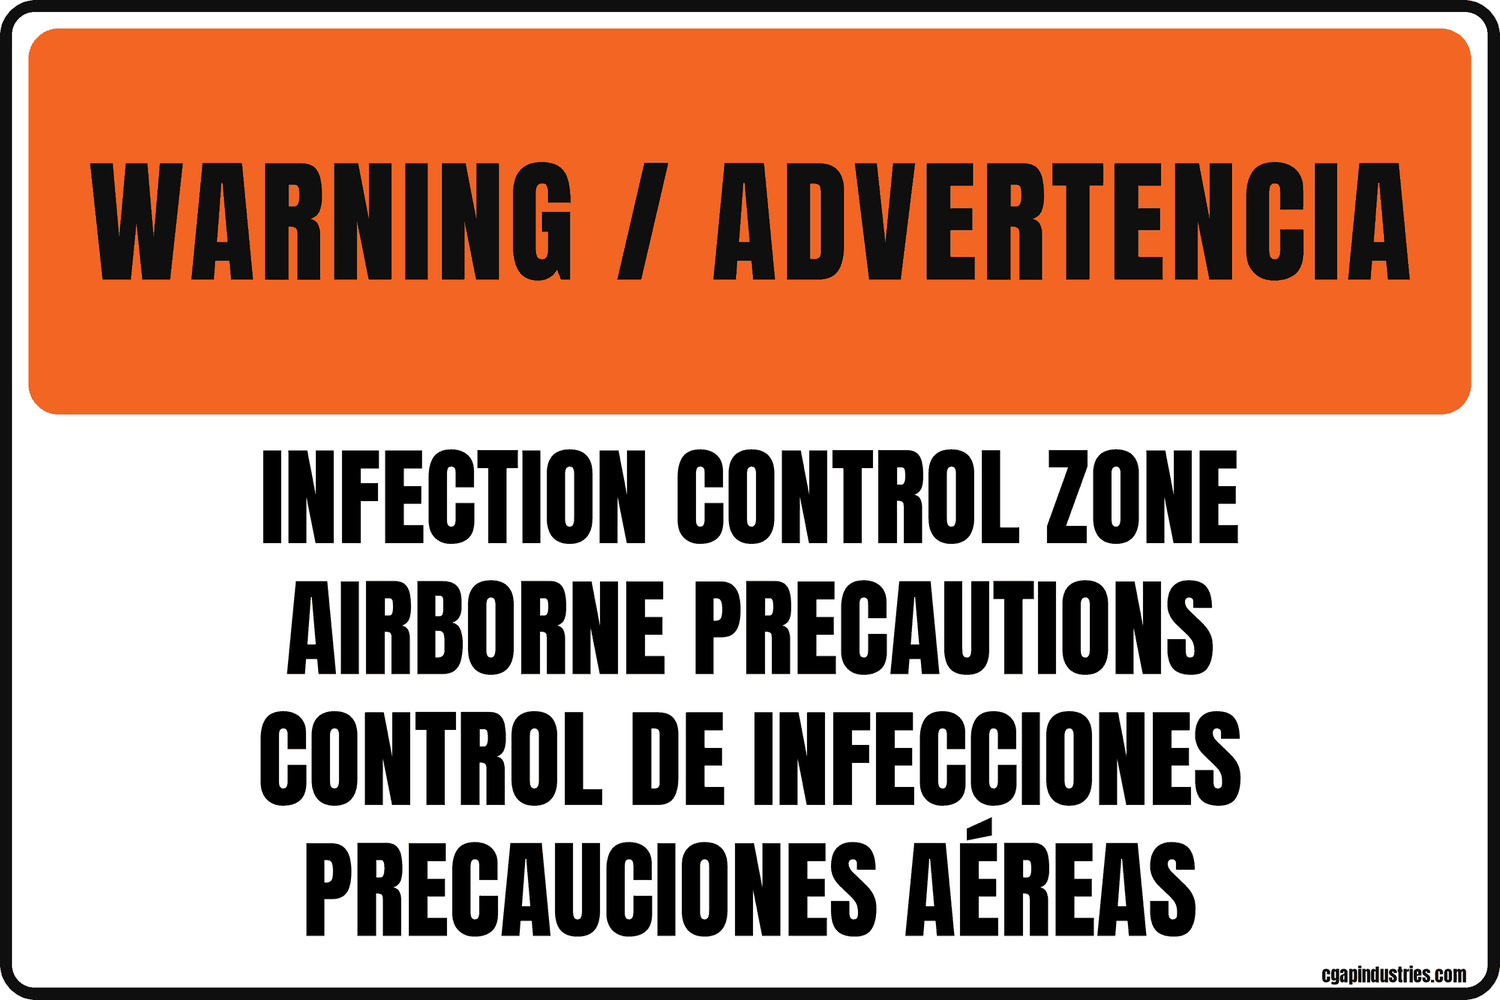 WARNING / ADVERTENCIA
INFECTION CONTROL ZONE
AIRBORNE PRECAUTIONS
CONTROL DE INFECCIONES
PRECAUCIONES AÉREAS
cgapindustries.com